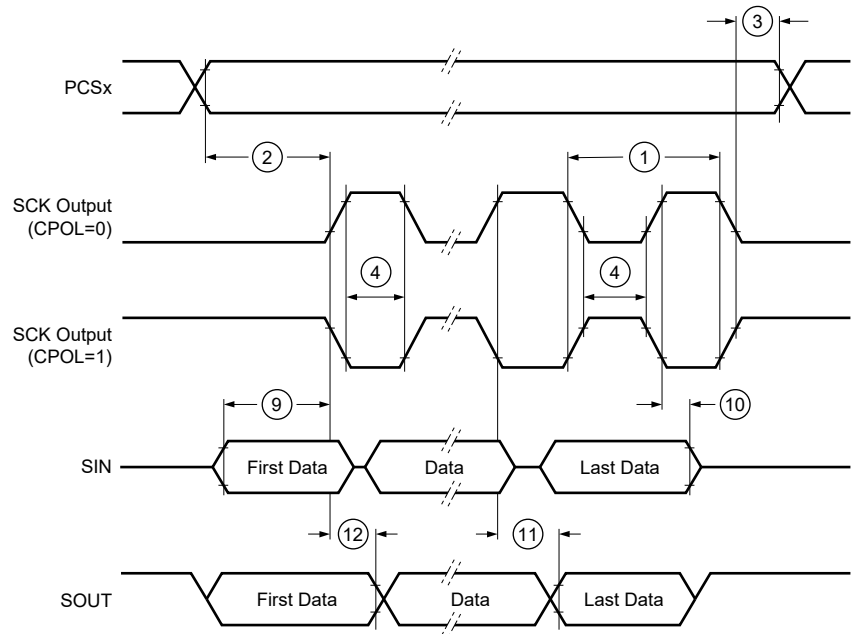 3
PCSx
2
1
SCK Output
(CPOL=0)
4
4
SCK Output
(CPOL=1)
9
10
SIN
First Data
Data
Last Data
12
11
SOUT
First Data
Data
Last Data